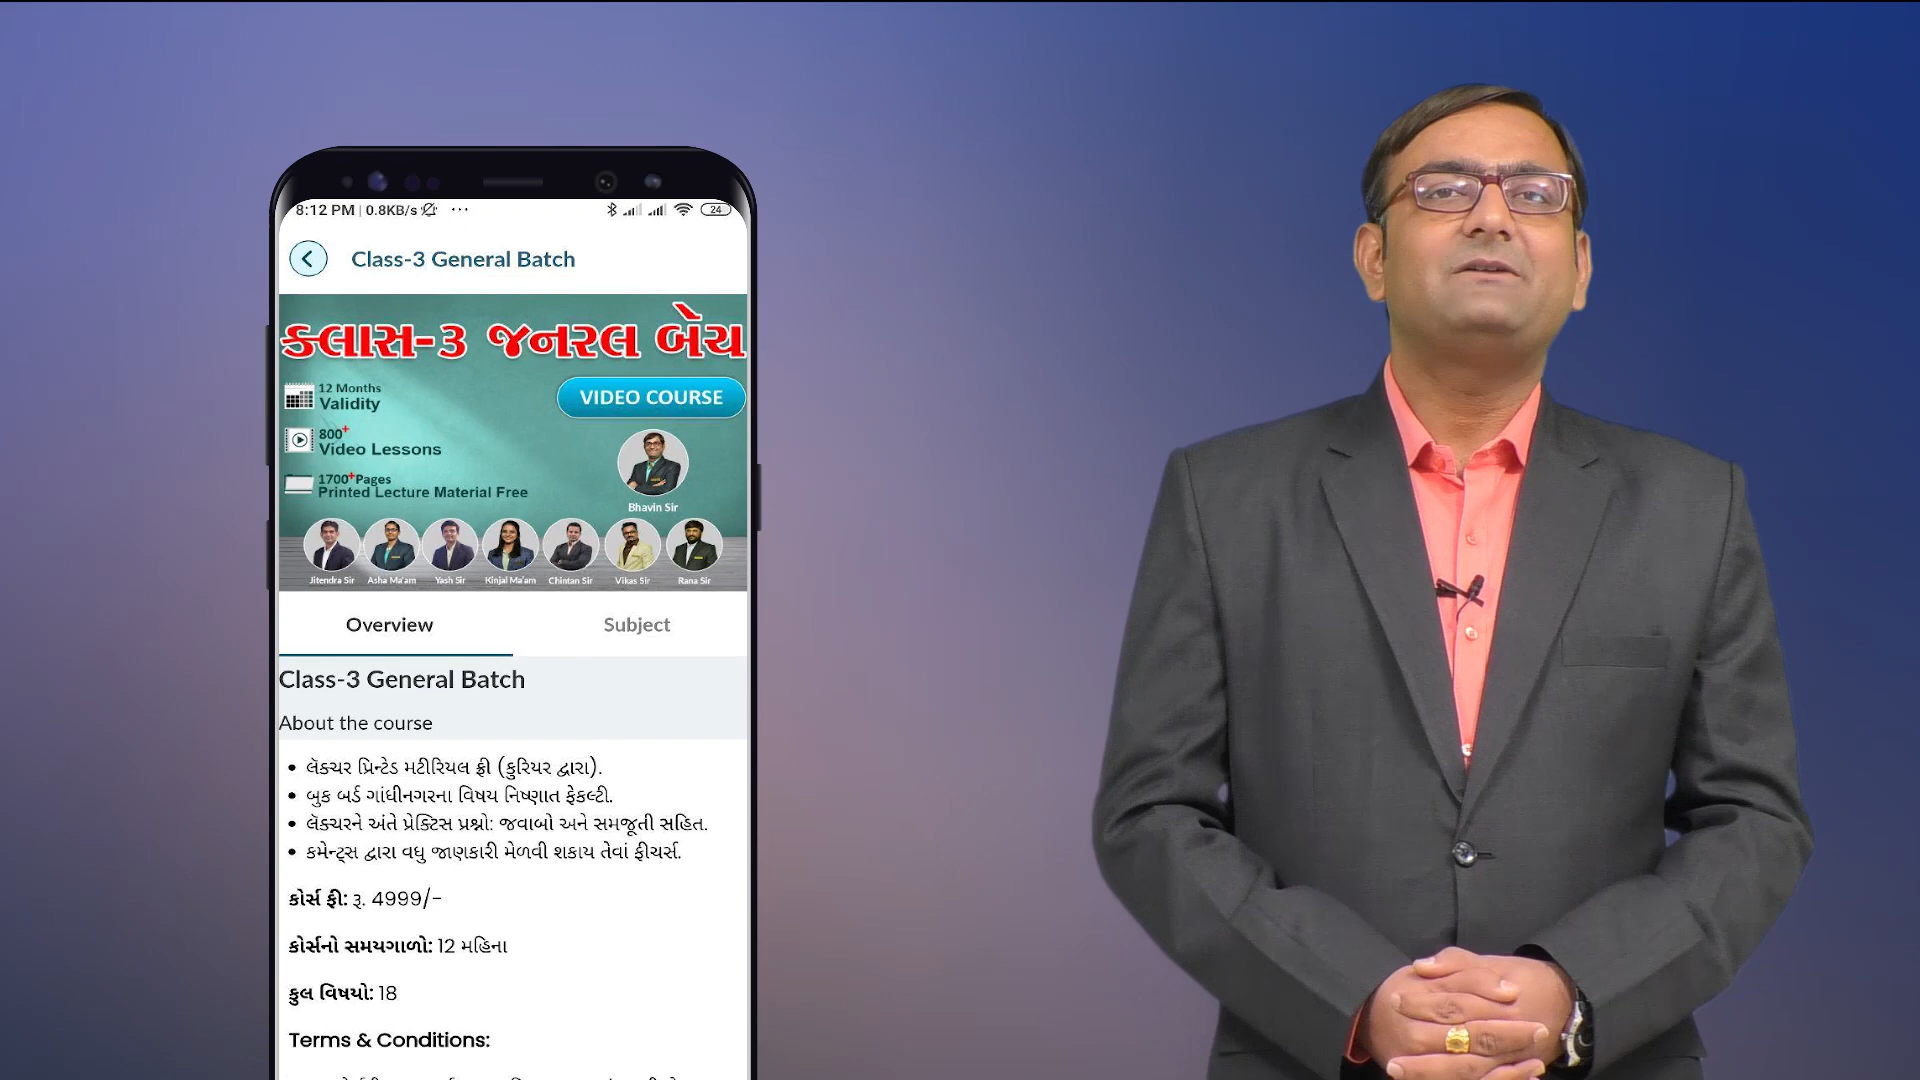 8:12 PM | 0.8KB/s ...
24
Class-3 General Batch
ક્લાસ-૩ જનરલ બેચ
12 Months
Validity
VIDEO COURSE
800+
Video Lessons
1700+Pages
Printed Lecture Material Free
Bhavin Sir
Jitendra Sir Asha Ma'am Yash Sir Kinjal Ma'am Chintan Sir Vikas Sir Rana Sir
Overview Subject
Class-3 General Batch
About the course
• લૅક્ચર પ્રિન્ટેડ મટીરિયલ ફ્રી (કુરિયર દ્વારા).
• બુક બર્ડ ગાંધીનગરના વિષય નિષ્ણાત ફેકલ્ટી.
• લૅક્ચરને અંતે પ્રેક્ટિસ પ્રશ્નો: જવાબો અને સમજૂતી સહિત.
• કમેન્ટ્સ દ્વારા વધુ જાણકારી મેળવી શકાય તેવાં ફીચર્સ.
કોર્સ ફી: રૂ. 4999/-
કોર્સનો સમયગાળો: 12 મહિના
કુલ વિષયો: 18
Terms & Conditions: